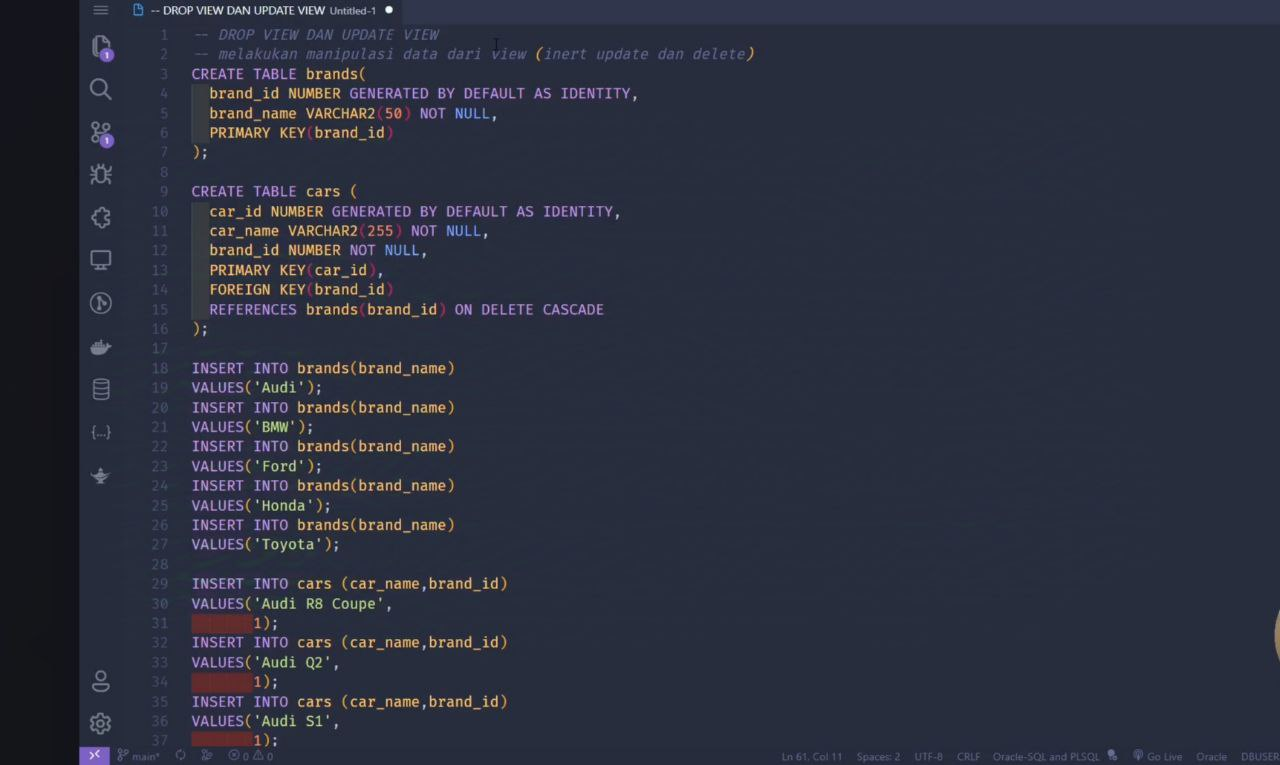 -- DROP VIEW DAN UPDATE VIEW Untitled-1
1 -- DROP VIEW DAN UPDATE VIEW
2 -- melakukan manipulasi data dari view (inert update dan delete)
3 CREATE TABLE brands(
4 brand_id NUMBER GENERATED BY DEFAULT AS IDENTITY,
5 brand_name VARCHAR2(50) NOT NULL,
6 PRIMARY KEY(brand_id)
7 );
8
9 CREATE TABLE cars (
10 car_id NUMBER GENERATED BY DEFAULT AS IDENTITY,
11 car_name VARCHAR2(255) NOT NULL,
12 brand_id NUMBER NOT NULL,
13 PRIMARY KEY(car_id),
14 FOREIGN KEY(brand_id)
15 REFERENCES brands(brand_id) ON DELETE CASCADE
16 );
17
18 INSERT INTO brands(brand_name)
19 VALUES('Audi');
20 INSERT INTO brands(brand_name)
21 VALUES('BMW');
22 INSERT INTO brands(brand_name)
23 VALUES('Ford');
24 INSERT INTO brands(brand_name)
25 VALUES('Honda');
26 INSERT INTO brands(brand_name)
27 VALUES('Toyota');
28
29 INSERT INTO cars (car_name,brand_id)
30 VALUES('Audi R8 Coupe',
31 1);
32 INSERT INTO cars (car_name,brand_id)
33 VALUES('Audi Q2',
34 1);
35 INSERT INTO cars (car_name,brand_id)
36 VALUES('Audi S1',
37 1);
1
1
{...}
main* 0 0 Ln 61, Col 11 Spaces: 2 UTF-8 CRLF Oracle-SQL and PLSQL Go Live Oracle DBUSER